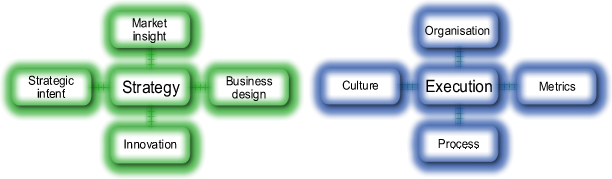 Market
insight
Strategic
intent
Strategy
Business
design
Innovation
Organisation
Culture
Execution
Metrics
Process